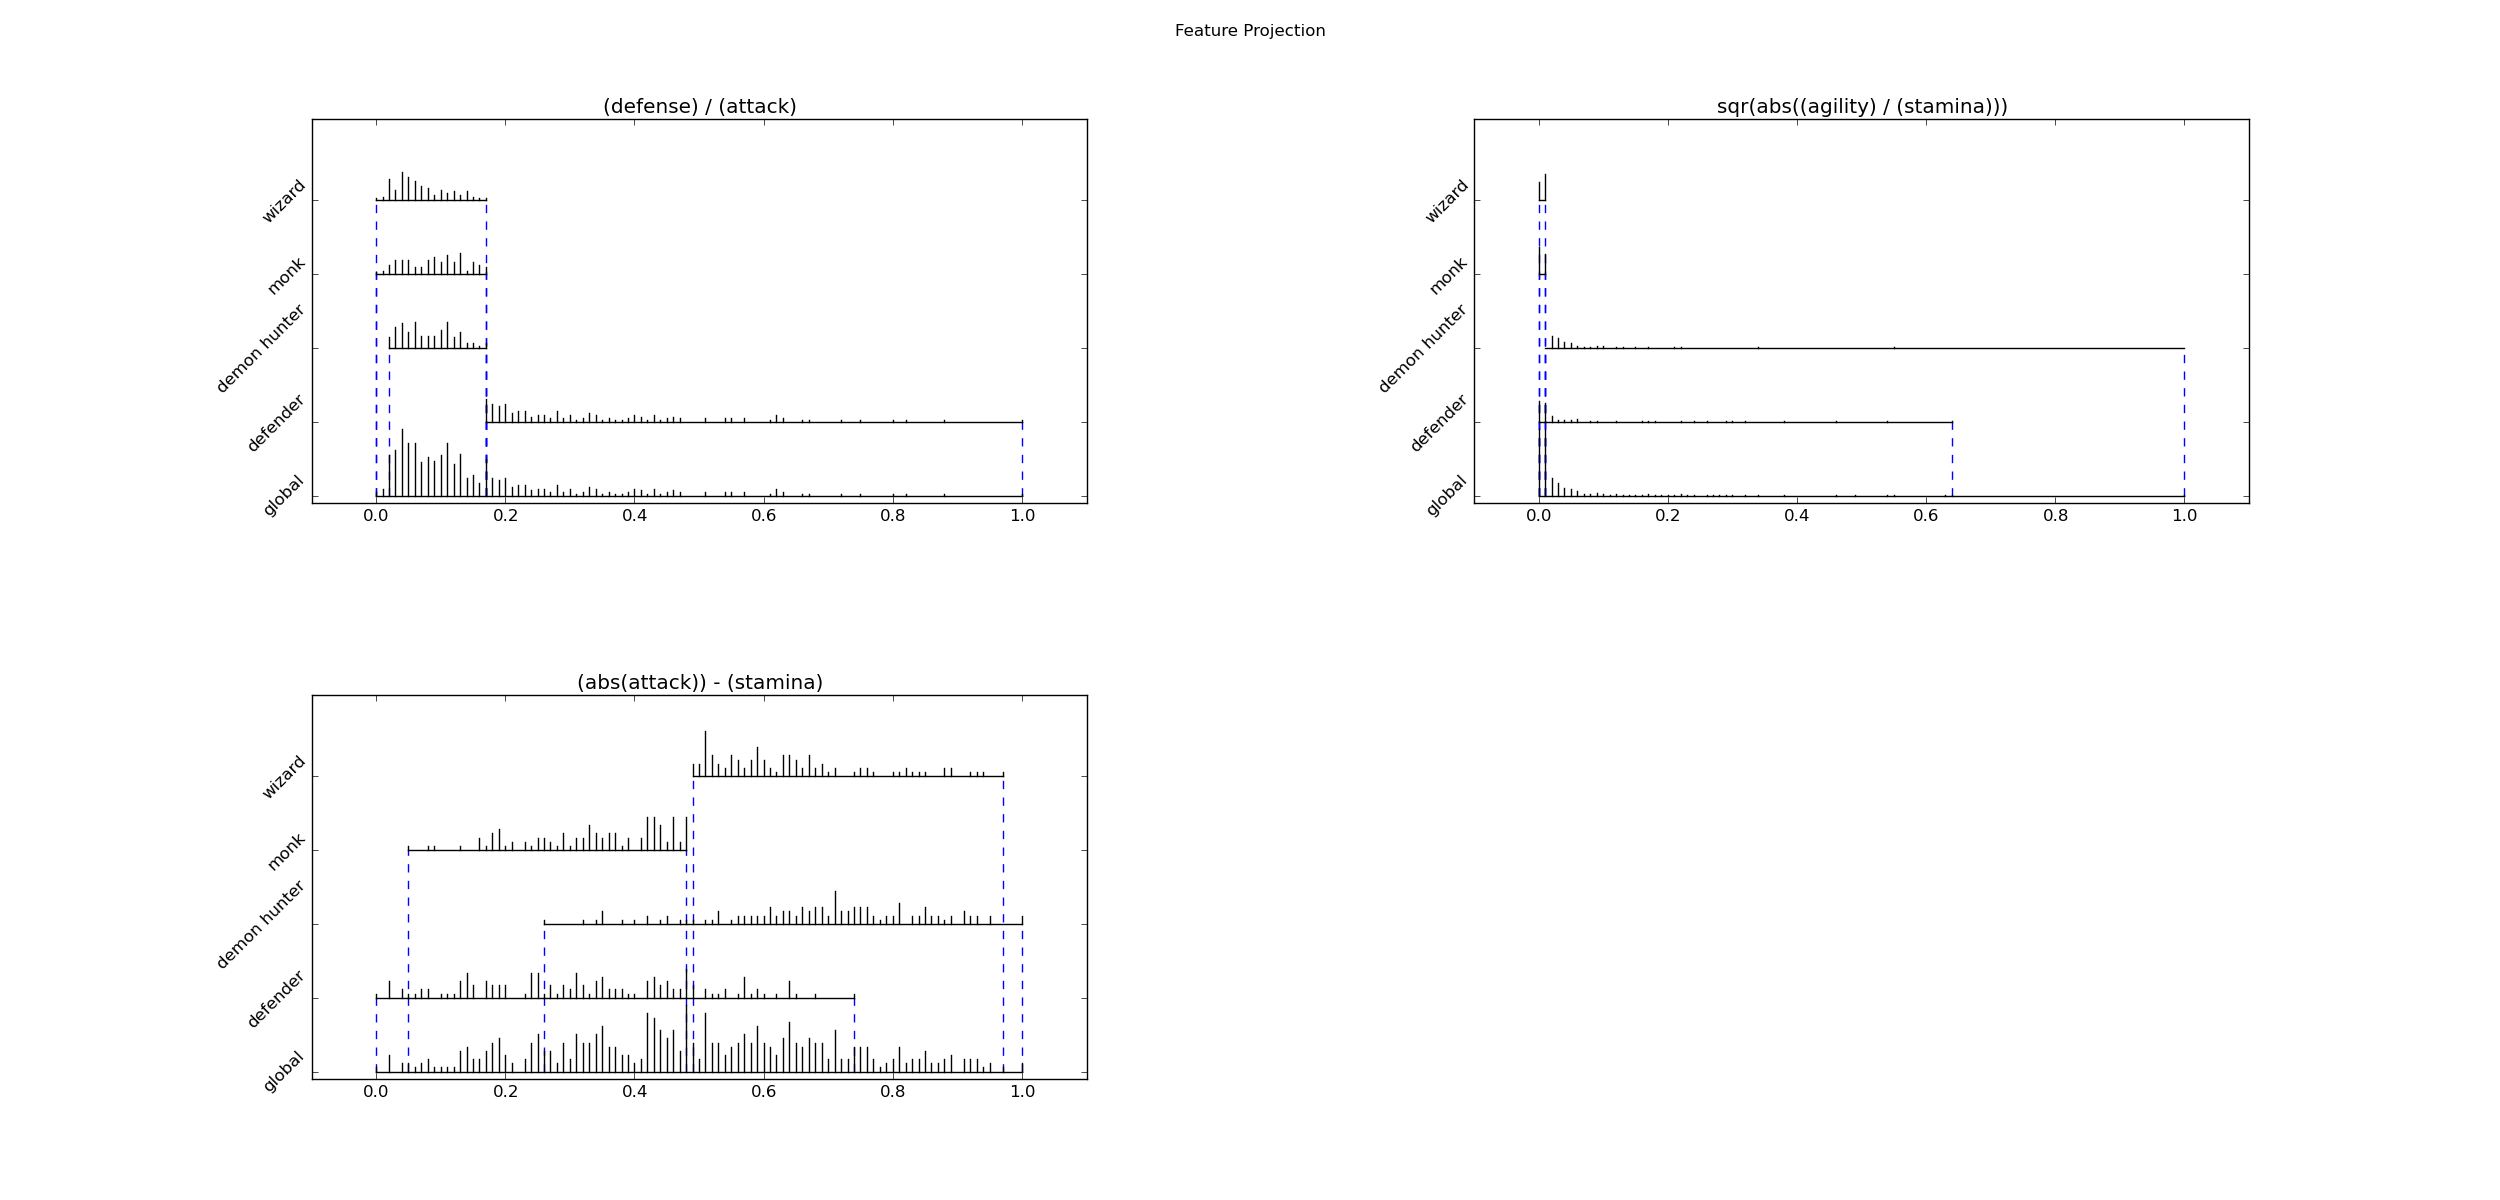 Feature Projection
(defense) / (attack)
wizard
monk
demon hunter
defender
global
0.0 0.2 0.4 0.6 0.8 1.0
sqr(abs((agility) / (stamina)))
wizard
monk
demon hunter
defender
global
0.0 0.2 0.4 0.6 0.8 1.0
(abs(attack)) - (stamina)
wizard
monk
demon hunter
defender
global
0.0 0.2 0.4 0.6 0.8 1.0